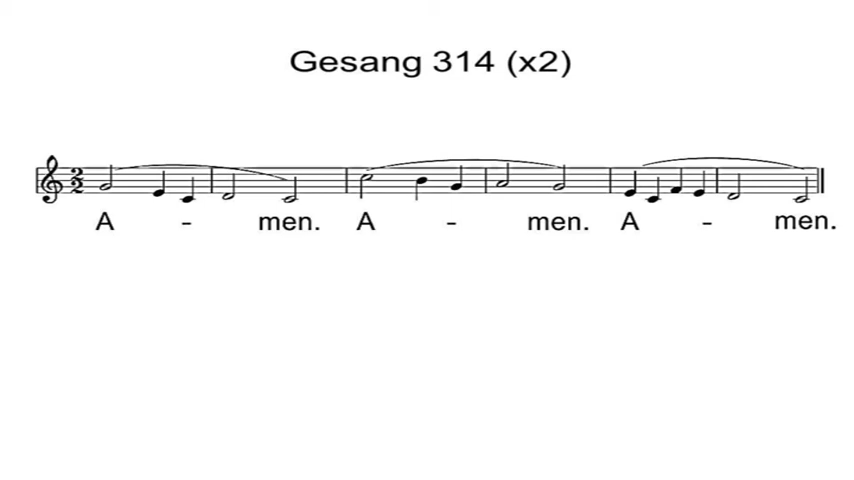 Gesang 314 (x2)
A - men. A - men. A - men.